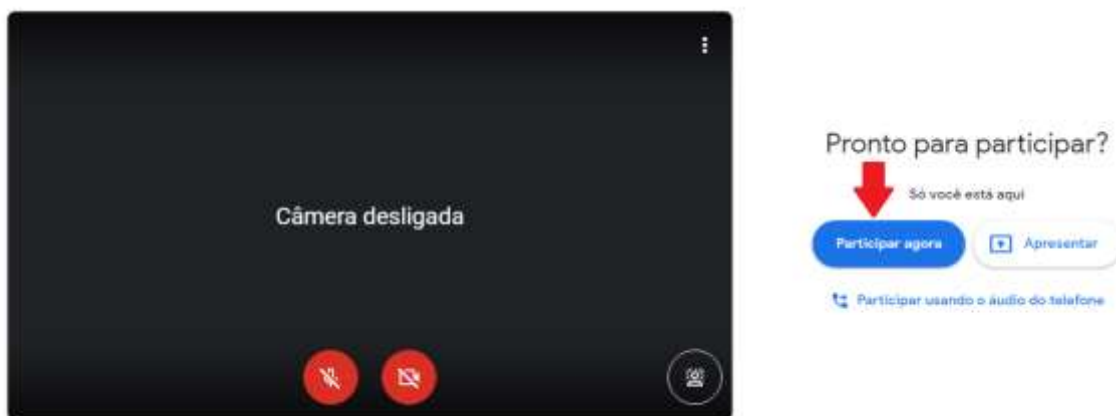 Câmera desligada
Pronto para participar?
Só você está aqui
Participar agora
Apresentar
Participar usando o áudio do telefone